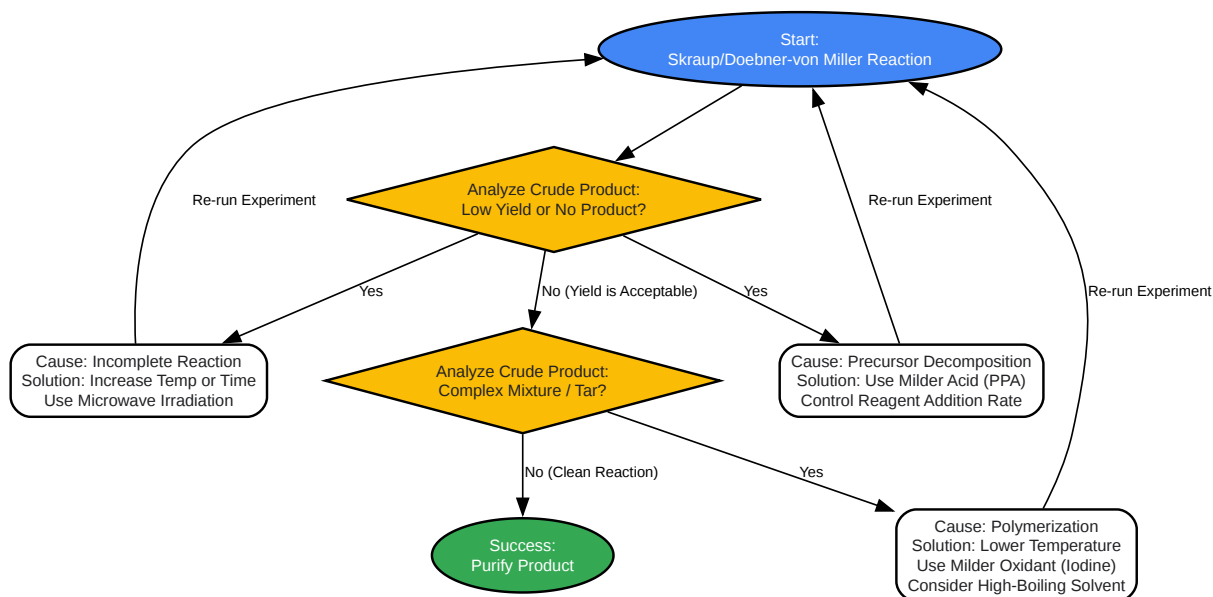 Start:
Skraup/Doebner-von Miller Reaction
Re-run Experiment
Analyze Crude Product:
Low Yield or No Product?
Re-run Experiment
Yes
No (Yield is Acceptable)
Yes
Re-run Experiment
Cause: Incomplete Reaction
Solution: Increase Temp or Time
Use Microwave Irradiation
Analyze Crude Product:
Complex Mixture / Tar?
Cause: Precursor Decomposition
Solution: Use Milder Acid (PPA)
Control Reagent Addition Rate
No (Clean Reaction)
Yes
Success:
Purify Product
Cause: Polymerization
Solution: Lower Temperature
Use Milder Oxidant (Iodine)
Consider High-Boiling Solvent